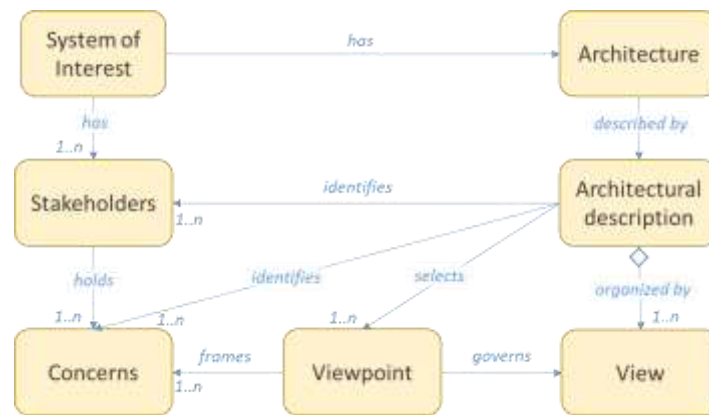 System of
Interest
has
Architecture
has
1..n
described by
Stakeholders
1..n
identifies
Architectural
description
holds
identifies
selects
organized by
1..n
1..n
1..n
1..n
Concerns
frames
1..n
Viewpoint
governs
View